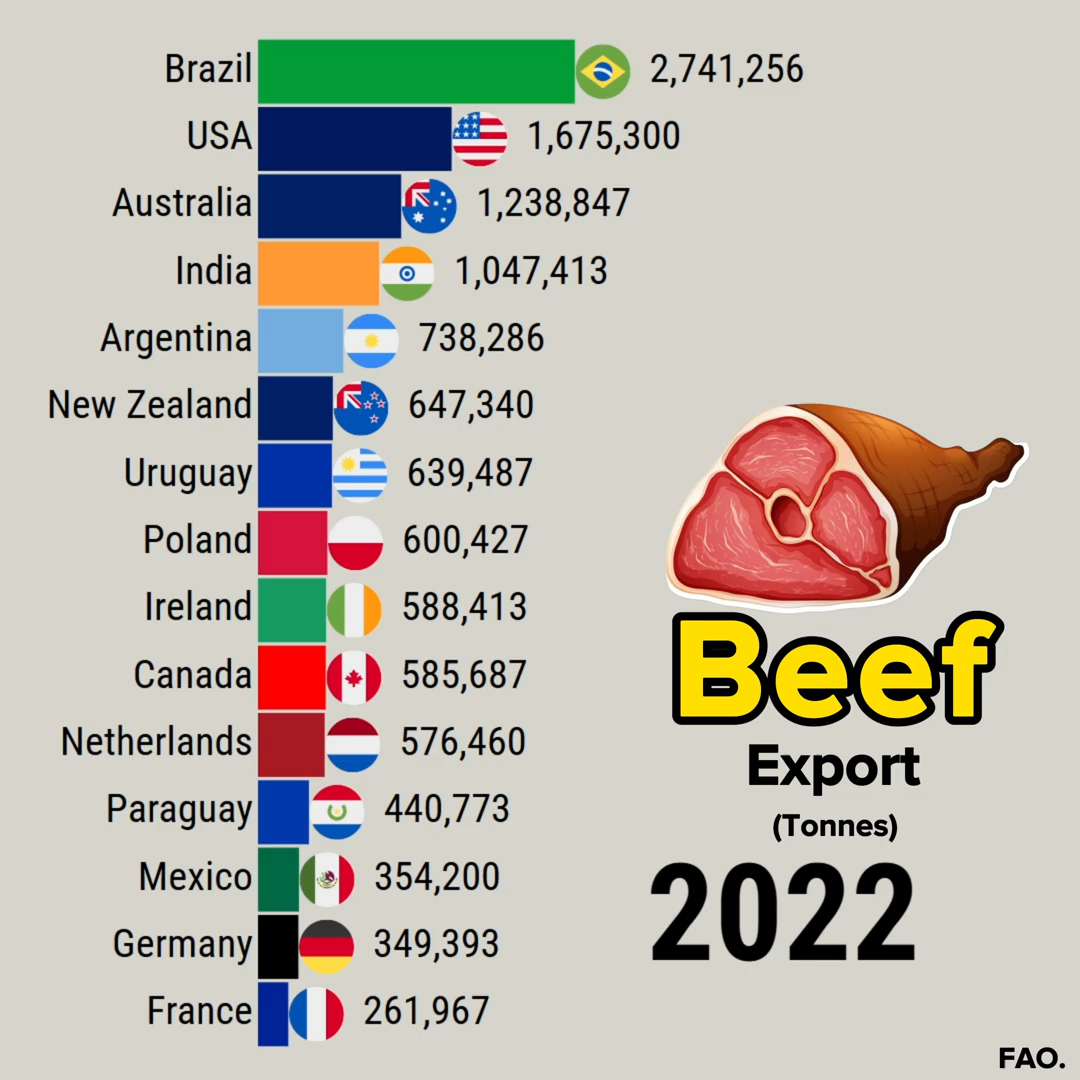 Brazil 2,741,256
USA 1,675,300
Australia 1,238,847
India 1,047,413
Argentina 738,286
New Zealand 647,340
Uruguay 639,487
Poland 600,427
Ireland 588,413
Canada 585,687
Netherlands 576,460
Paraguay 440,773
Mexico 354,200
Germany 349,393
France 261,967
Beef
Export
(Tonnes)
2022
FAO.